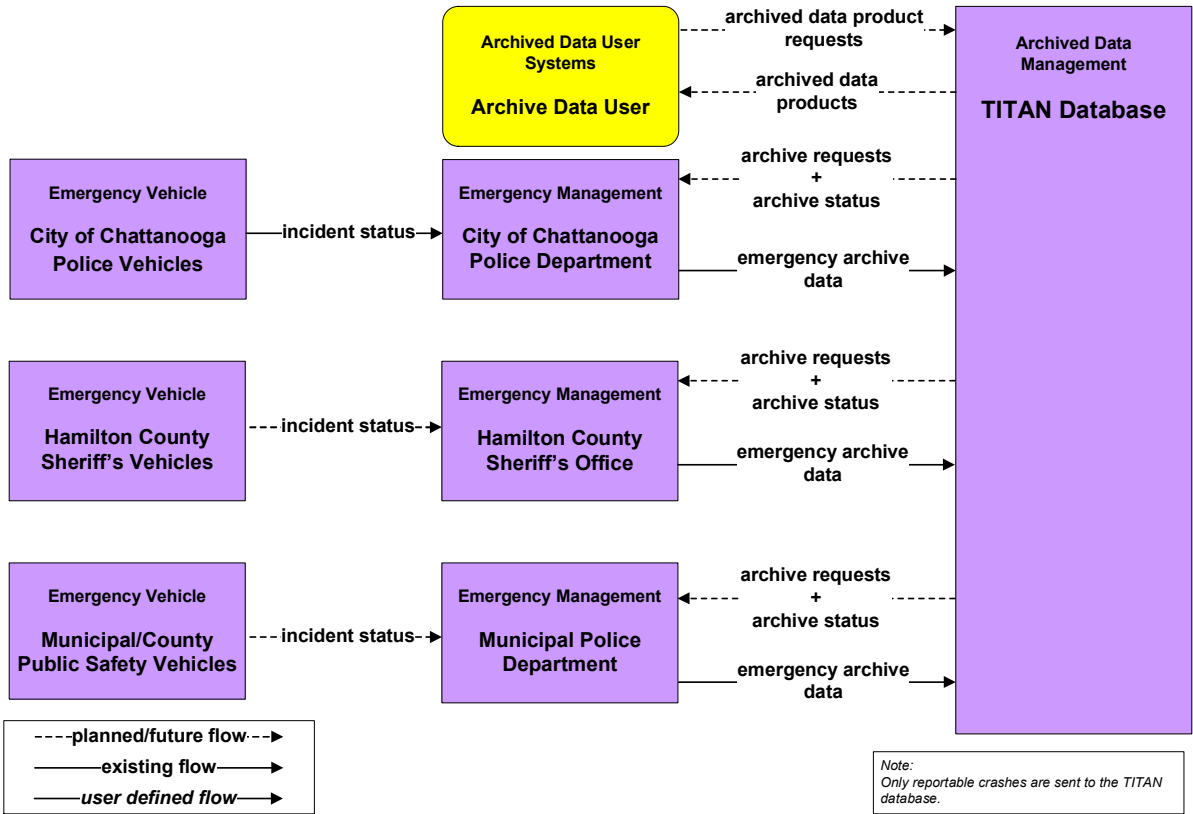 archived data product
requests
archived data
products
Archived Data User
Systems
Archive Data User
Archived Data
Management
TITAN Database
Emergency Vehicle
City of Chattanooga
Police Vehicles
incident status
Emergency Management
City of Chattanooga
Police Department
archive requests
+
archive status
emergency archive
data
Emergency Vehicle
Hamilton County
Sheriff's Vehicles
incident status
Emergency Management
Hamilton County
Sheriff's Office
archive requests
+
archive status
emergency archive
data
Emergency Vehicle
Municipal/County
Public Safety Vehicles
incident status
Emergency Management
Municipal Police
Department
archive requests
+
archive status
emergency archive
data
planned/future flow
existing flow
user defined flow
Note:
Only reportable crashes are sent to the TITAN
database.